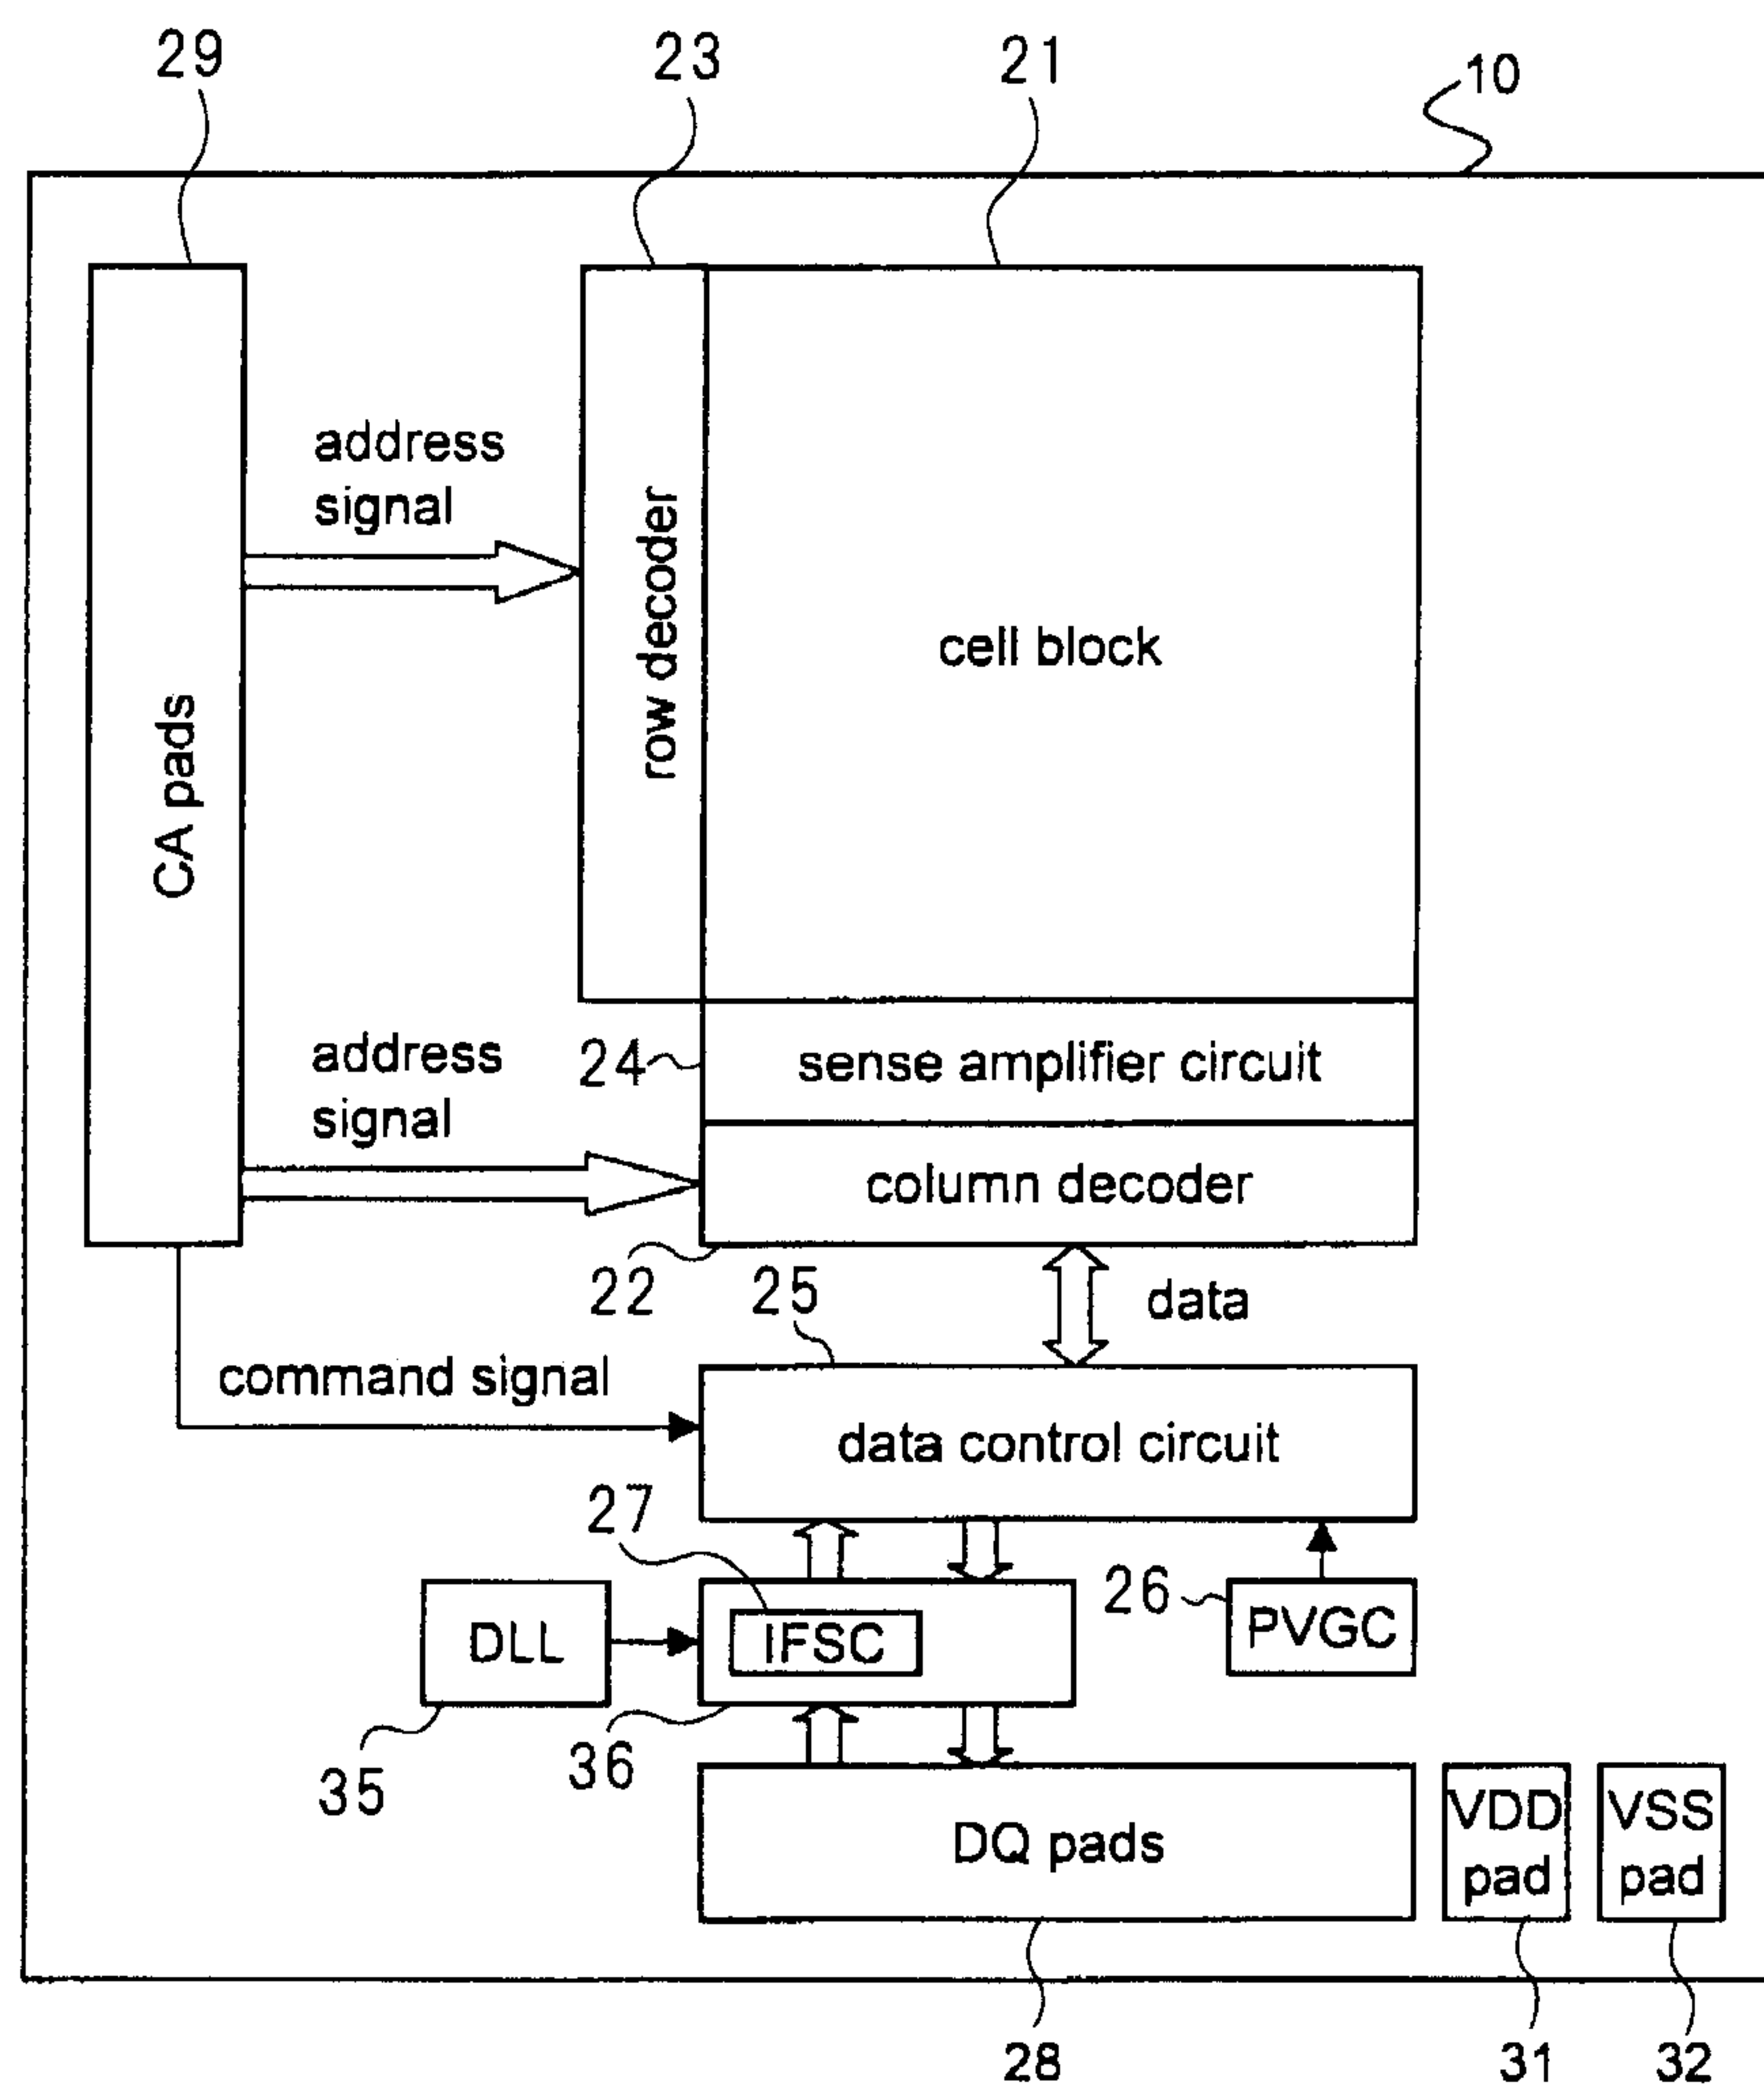 29
23
21
10
address
signal
row decoder
cell block
CA pads
address
signal
24
sense amplifier circuit
column decoder
22
25
data
command signal
data control circuit
27
26
DLL
IFSC
PVGC
35
36
DQ pads
VDD
pad
VSS
pad
28
31
32